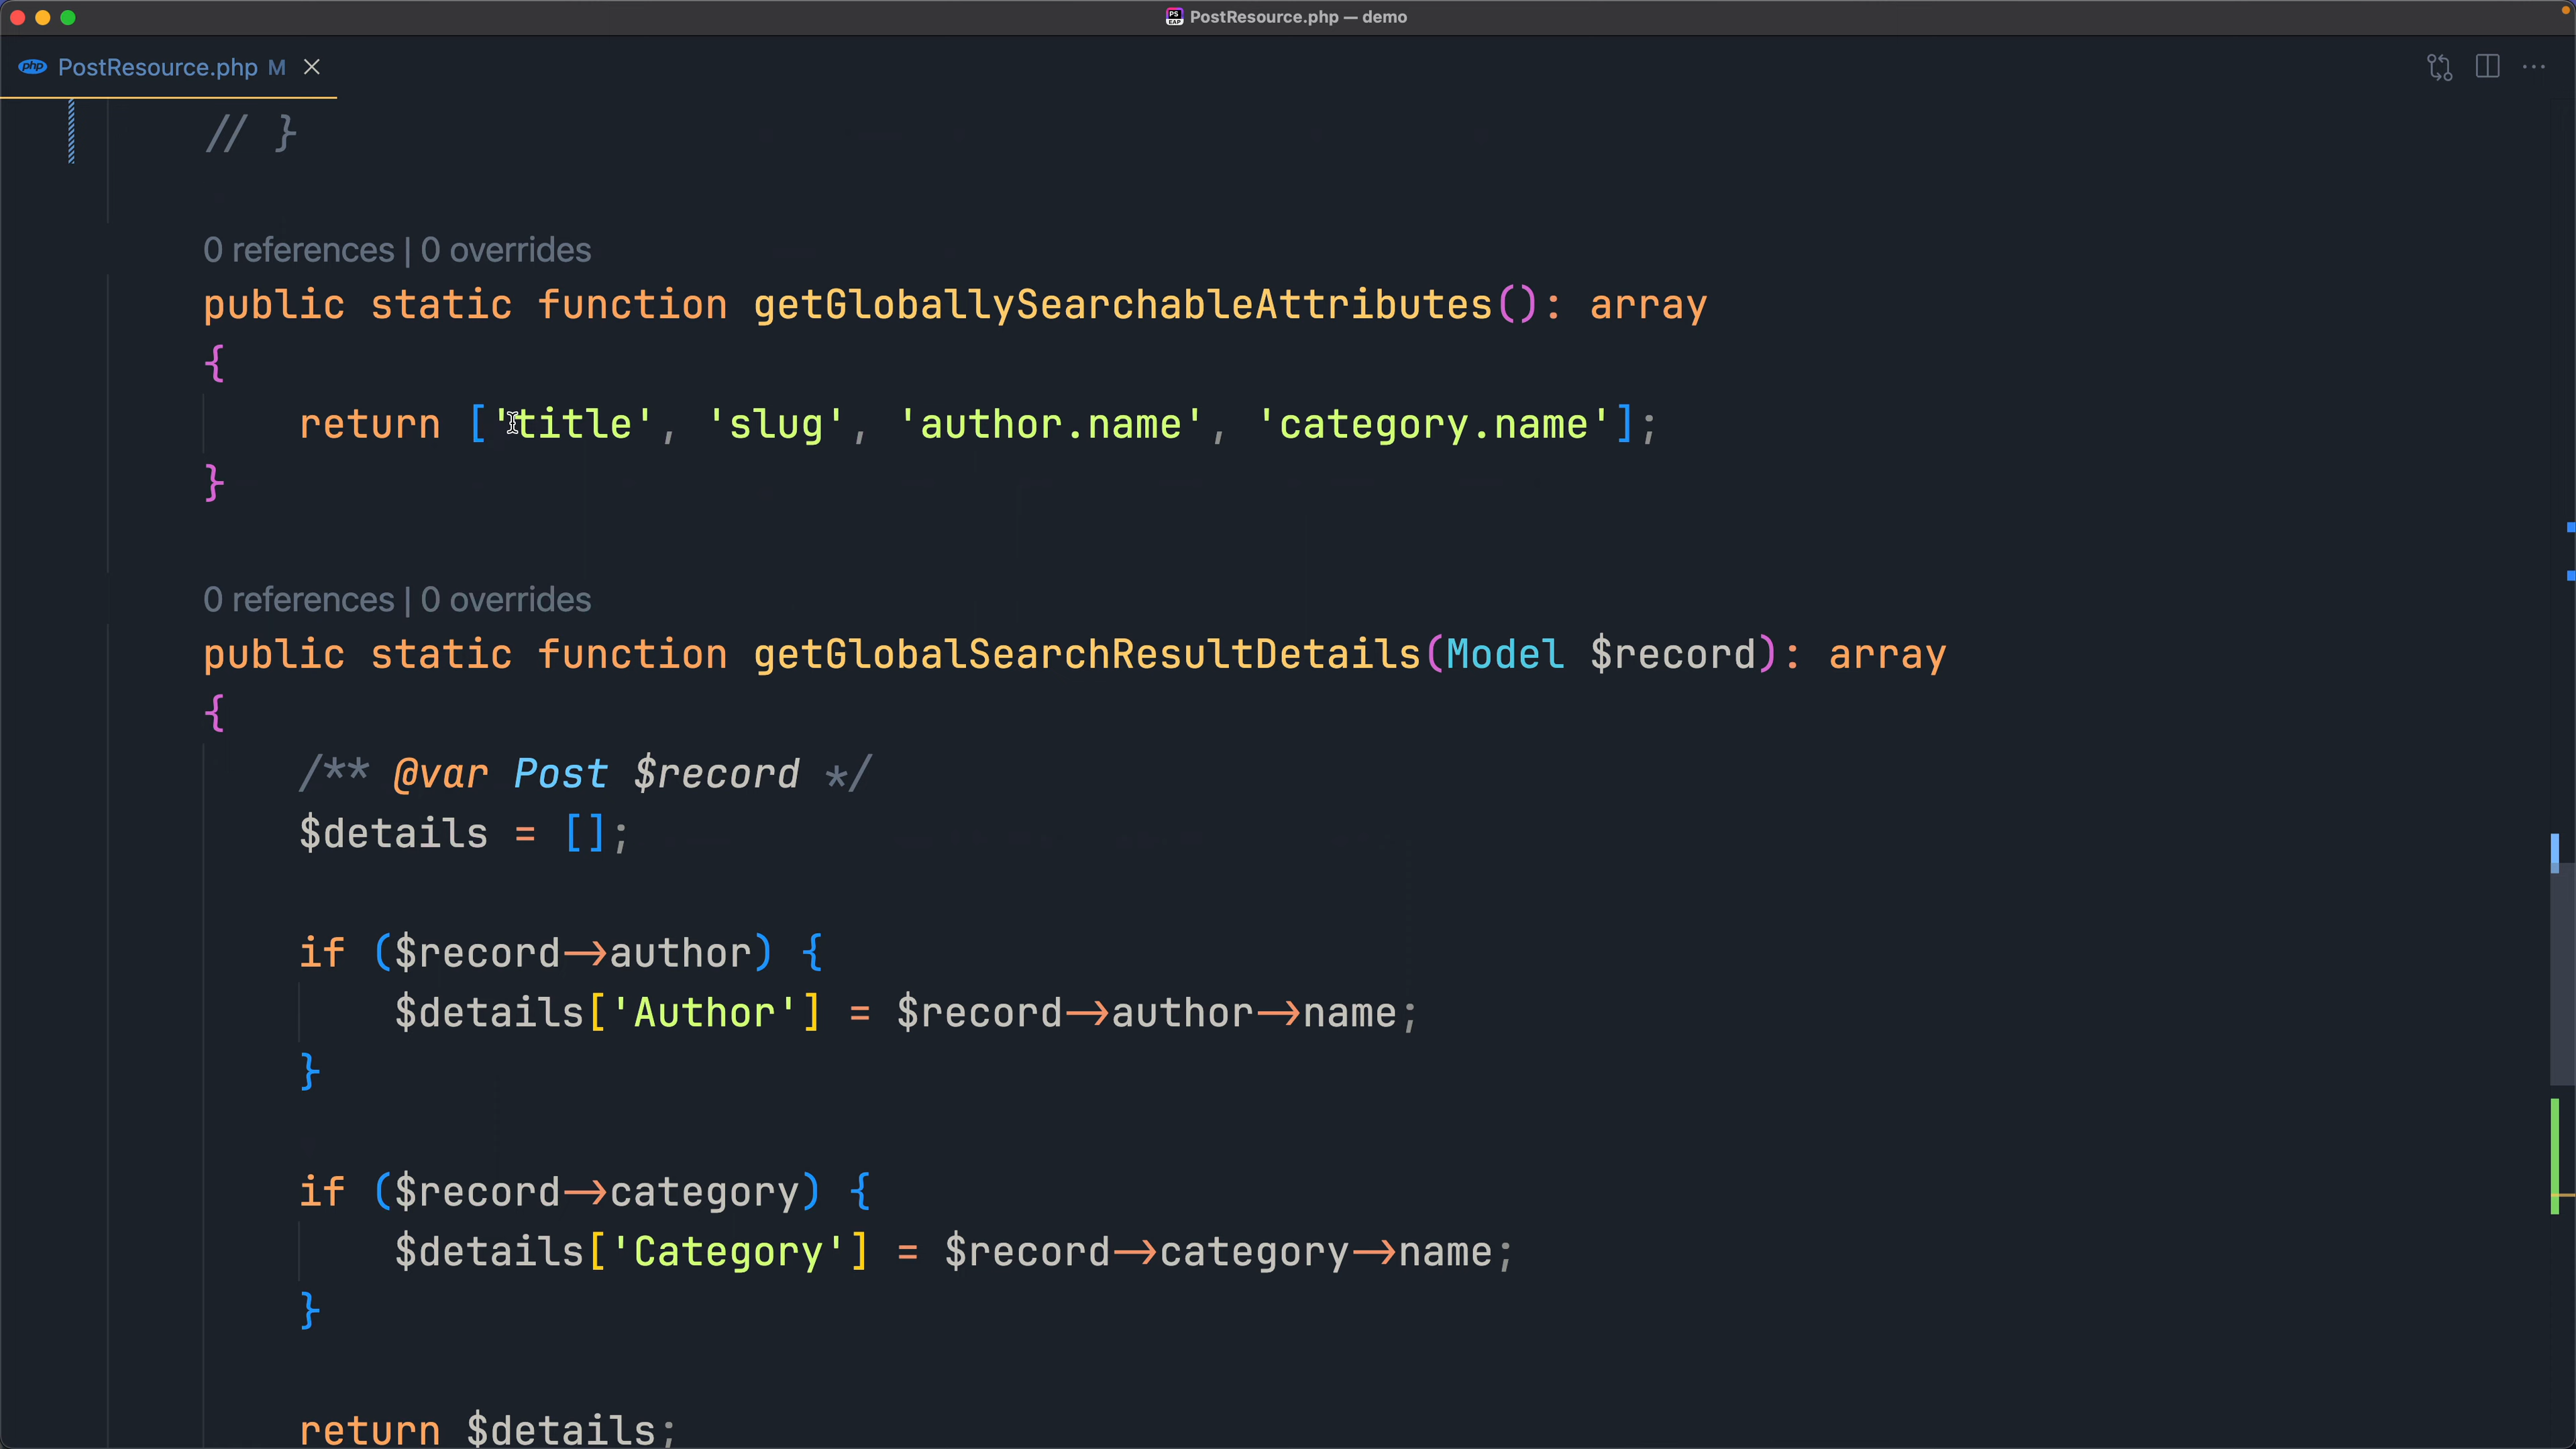 PostResource.php — demo
php PostResource.php M
// }
0 references | 0 overrides
public static function getGloballySearchableAttributes(): array
{
return ['title', 'slug', 'author.name', 'category.name'];
}
0 references | 0 overrides
public static function getGlobalSearchResultDetails(Model $record): array
{
/** @var Post $record */
$details = [];
if ($record->author) {
$details['Author'] = $record->author->name;
}
if ($record->category) {
$details['Category'] = $record->category->name;
}
return $details;